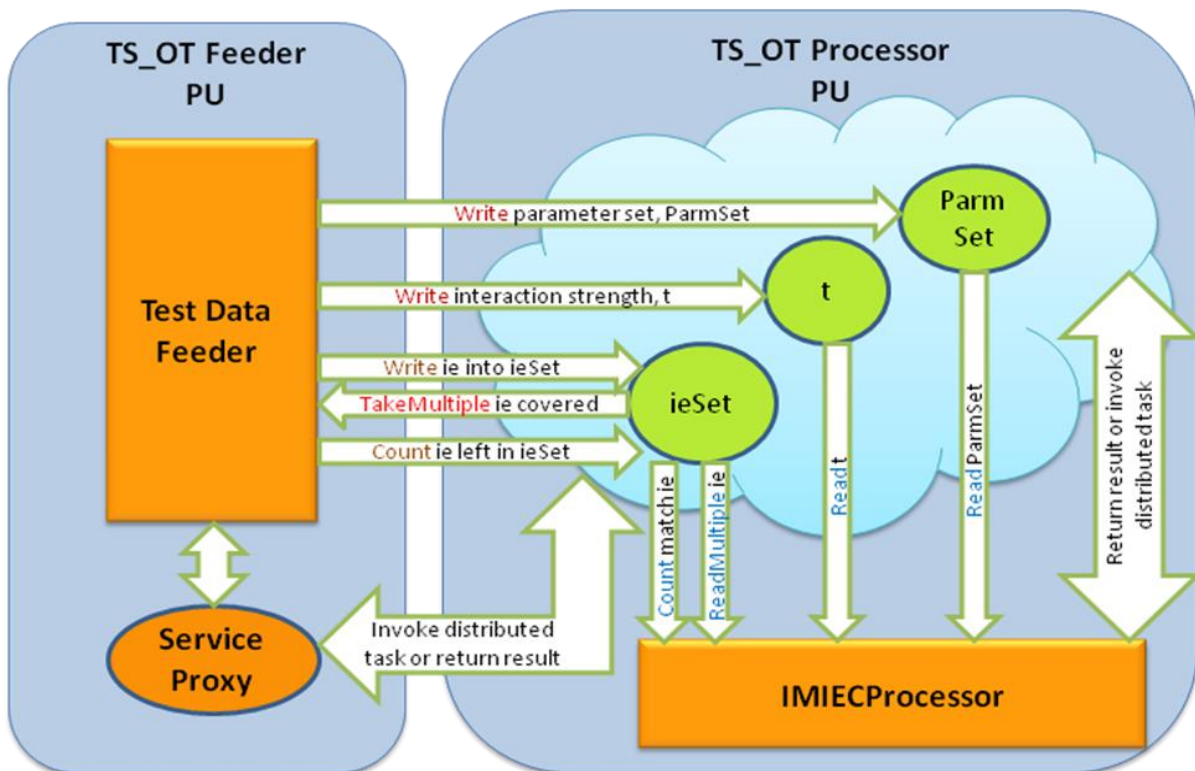 TS_OT Feeder
PU
TS_OT Processor
PU
Test Data
Feeder
Write parameter set, ParmSet
Parm
Set
Write interaction strength, t
t
Write ie into ieSet
TakeMultiple ie covered
Count ie left in ieSet
ieSet
Count match ie
ReadMultiple ie
Read t
Read ParmSet
Return result or invoke
distributed task
Service
Proxy
Invoke distributed
task or return result
IMIECProcessor